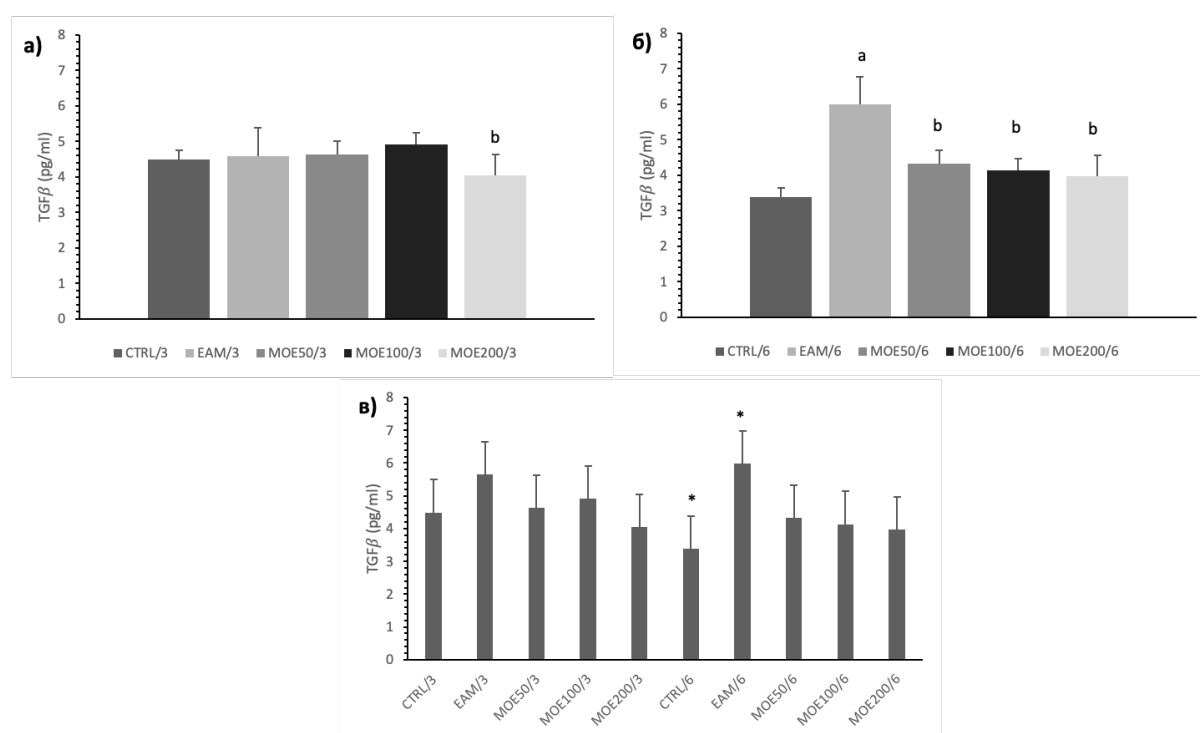 а)
8
7
6
5
4
3
2
1
0
TGFβ (pg/ml)
b
CTRL/3 EAM/3 MOE50/3 MOE100/3 MOE200/3
б)
8
7
6
5
4
3
2
1
0
TGFβ (pg/ml)
a
b b b
CTRL/6 EAM/6 MOE50/6 MOE100/6 MOE200/6
в)
8
7
6
5
4
3
2
1
0
TGFβ (pg/ml)
* *
CTRL/3 EAM/3 MOE50/3 MOE100/3 MOE200/3 CTRL/6 EAM/6 MOE50/6 MOE100/6 MOE200/6